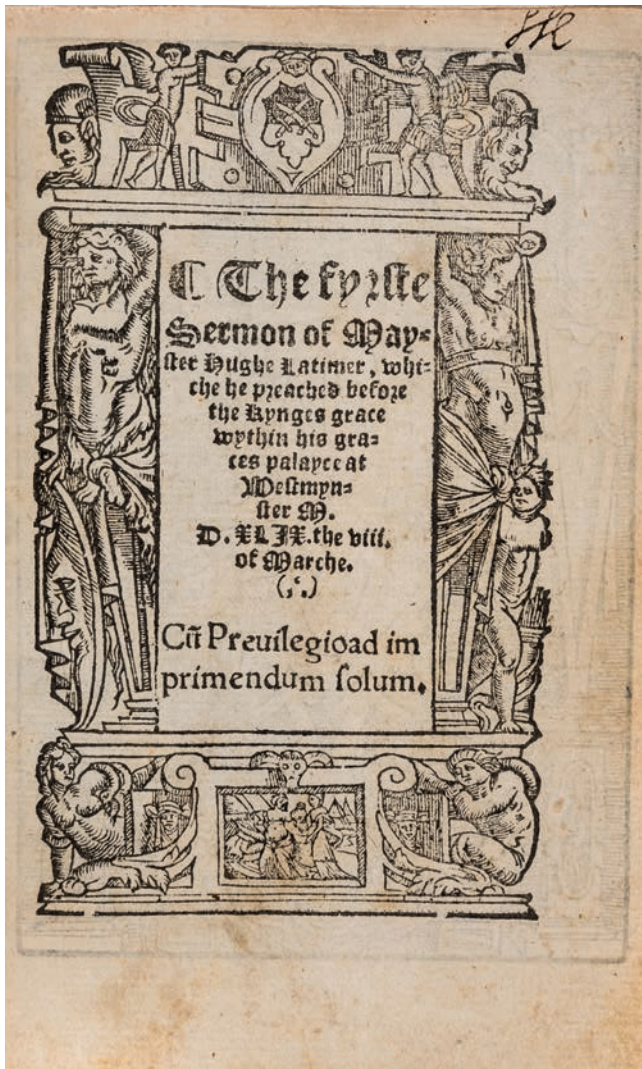 ⁋ The fyrste
Sermon of May⸗
ster Hughe Latimer, whi⸗
che he preached before
the Kynges grace
wythin his gra⸗
ces palayce at
Westmyn⸗
ster M.
D. XLIX. the viii.
of Marche.
(,‘.)
Cū Preuilegioad im
primendum solum.